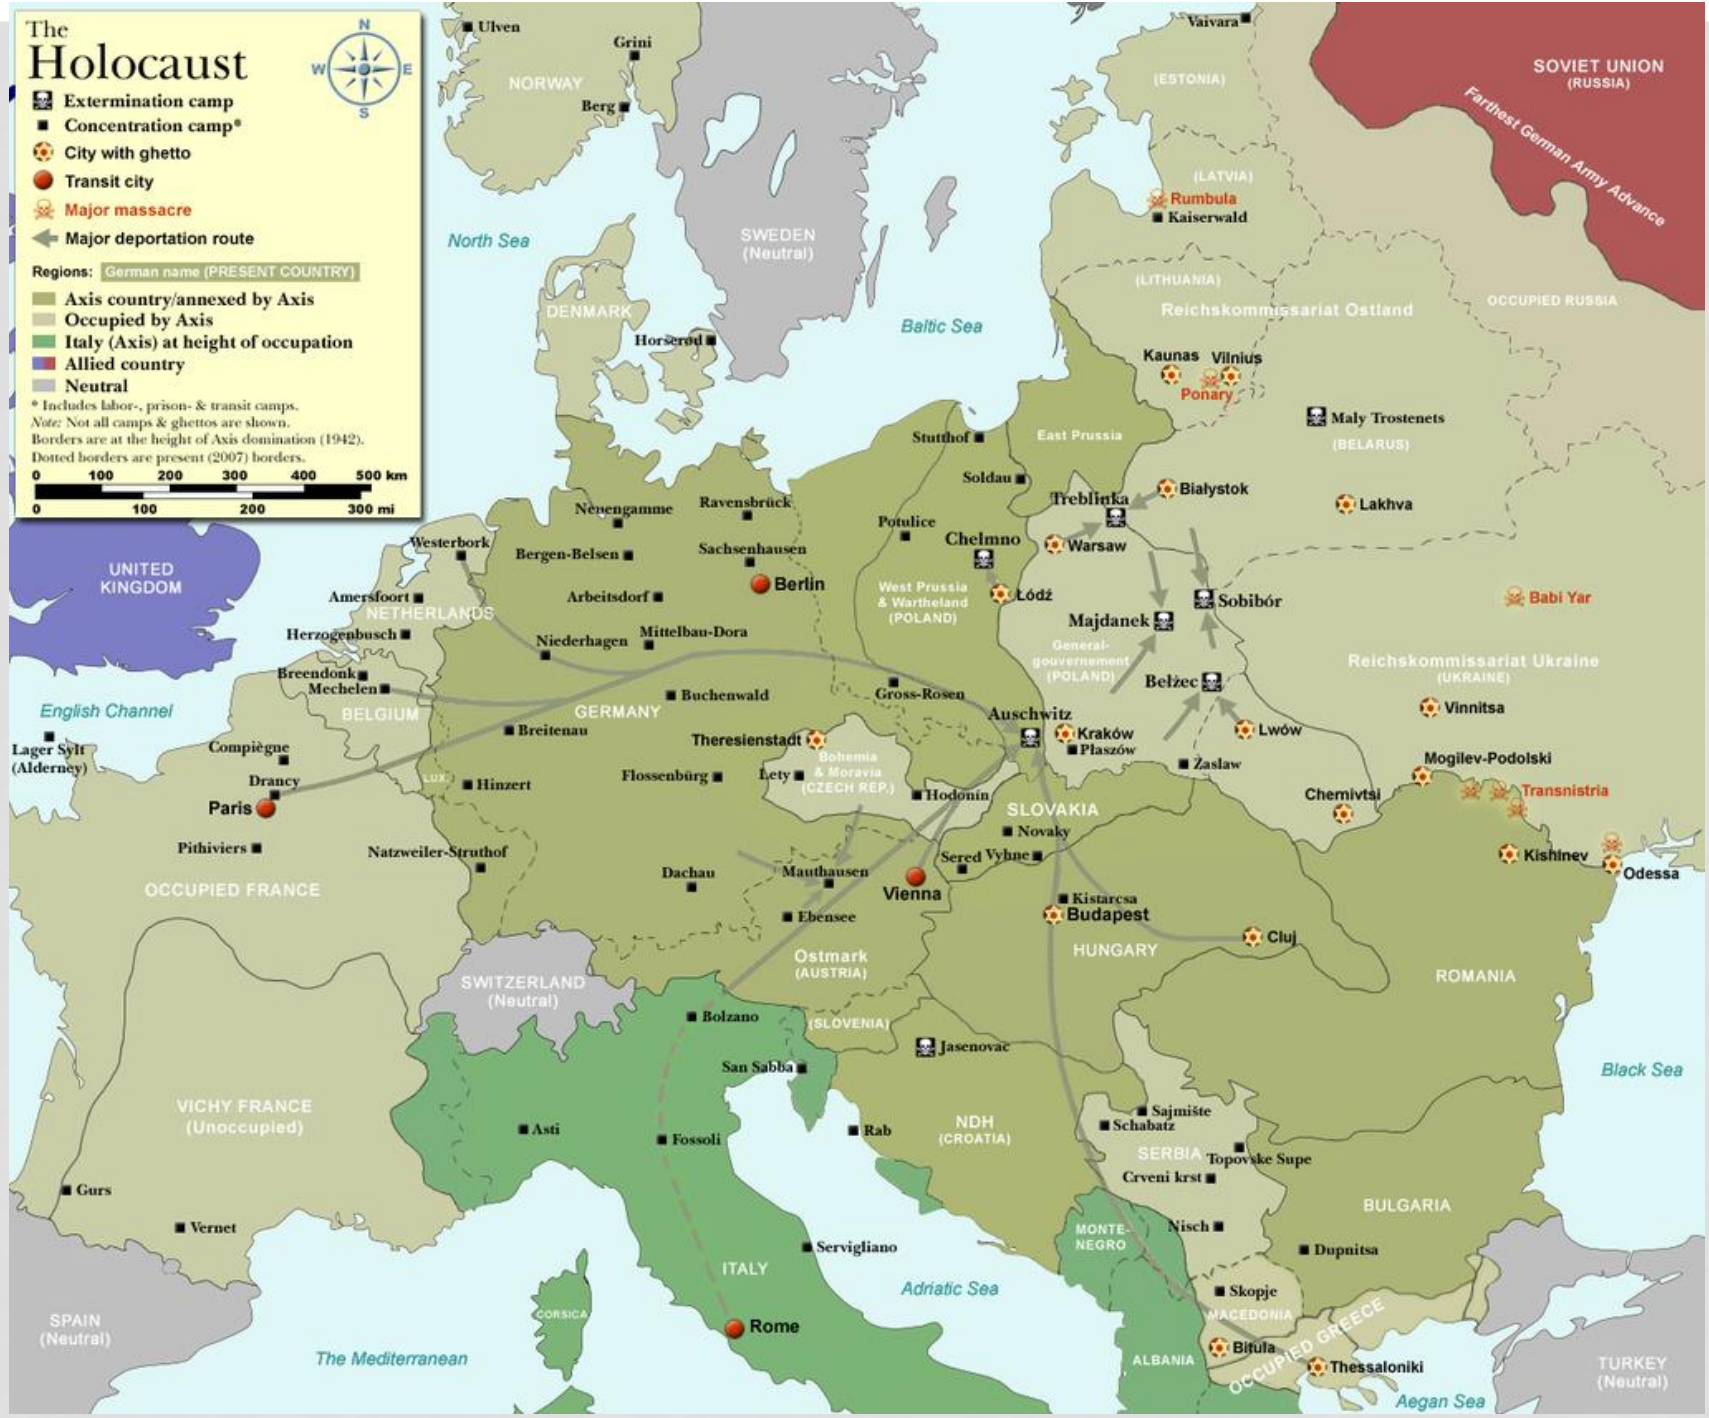 The
Holocaust
N
W
E
S
Extermination camp
Concentration camp*
City with ghetto
Transit city
Major massacre
Major deportation route
Regions: German name (PRESENT COUNTRY)
Axis country/annexed by Axis
Occupied by Axis
Italy (Axis) at height of occupation
Allied country
Neutral
* Includes labor-, prison- & transit camps.
Note: Not all camps & ghettos are shown.
Borders are at the height of Axis domination (1942).
Dotted borders are present (2007) borders.
0 100 200 300 400 500 km
0 100 200 300 mi
Ulven
Grini
NORWAY
Berg
Vaivara
(ESTONIA)
SOVIET UNION
(RUSSIA)
Farthest German Army Advance
(LATVIA)
Rumbula
Kaiserwald
North Sea
SWEDEN
(Neutral)
(LITHUANIA)
Reichskommissariat Ostland
OCCUPIED RUSSIA
DENMARK
Horserød
Baltic Sea
Kaunas
Vilnius
Ponary
Maly Trostenets
(BELARUS)
Stutthof
East Prussia
Soldau
Treblinka
Białystok
Lakhva
Neuengamme
Ravensbrück
Potulice
Chełmno
Warsaw
Westerbork
Bergen-Belsen
Sachsenhausen
Berlin
UNITED
KINGDOM
Amersfoort
NETHERLANDS
Arbeitsdorf
West Prussia
& Wartheland
(POLAND)
Łódź
Sobibór
Babi Yar
Majdanek
Herzogenbusch
Niederhagen
Mittelbau-Dora
General-
gouvernement
(POLAND)
Reichskommissariat Ukraine
(UKRAINE)
Breendonk
Mechelen
Buchenwald
Gross-Rosen
Bełżec
Vinnitsa
English Channel
BELGIUM
GERMANY
Auschwitz
Breitenau
Theresienstadt
Kraków
Płaszów
Lwów
Lager Sylt
(Alderney)
Compiègne
Drancy
LUX.
Hinzert
Flossenbürg
Lety
Bohemia
& Moravia
(CZECH REP.)
Hodonín
Żasław
Mogilev-Podolski
Transnistria
Chernivtsi
Paris
SLOVAKIA
Novaky
Pithiviers
Natzweiler-Struthof
Sered
Vyhne
Kishinev
Odessa
Dachau
Mauthausen
Vienna
OCCUPIED FRANCE
Ebensee
Kistarcsa
Budapest
Cluj
Ostmark
(AUSTRIA)
HUNGARY
ROMANIA
SWITZERLAND
(Neutral)
Bolzano
(SLOVENIA)
Jasenovac
San Sabba
Black Sea
VICHY FRANCE
(Unoccupied)
Asti
Fossoli
Rab
NDH
(CROATIA)
Sajmište
Schabatz
SERBIA
Topovske Supe
Crveni krst
Gurs
Vernet
Nisch
BULGARIA
MONTE-
NEGRO
Dupnitsa
Servigliano
ITALY
Adriatic Sea
Skopje
MACEDONIA
CORSICA
SPAIN
(Neutral)
Rome
The Mediterranean
ALBANIA
Bitula
OCCUPIED GREECE
Thessaloniki
TURKEY
(Neutral)
Aegan Sea